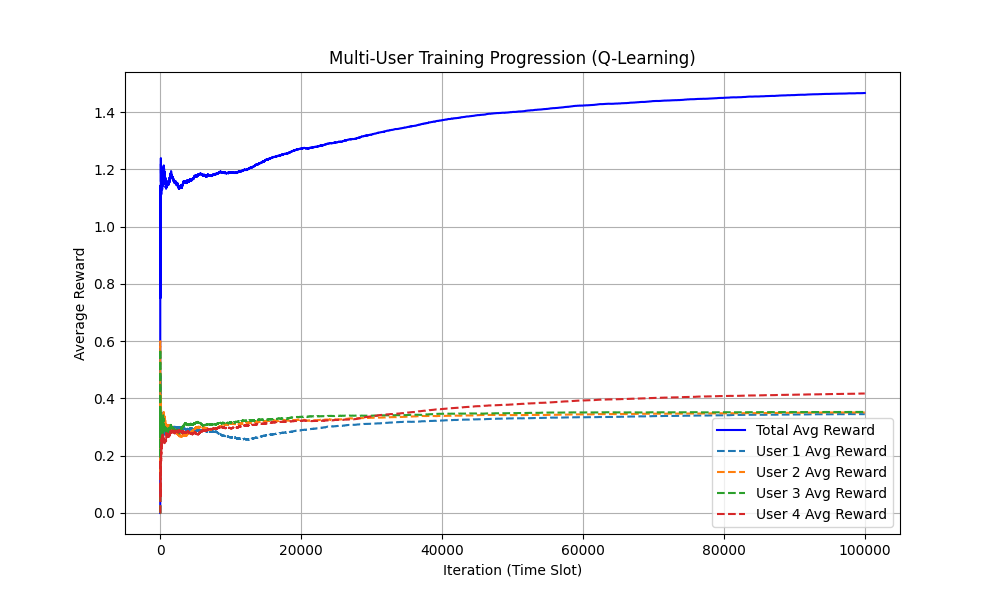 Multi-User Training Progression (Q-Learning)
Average Reward
1.4
1.2
1.0
0.8
0.6
0.4
0.2
0.0
Total Avg Reward
User 1 Avg Reward
User 2 Avg Reward
User 3 Avg Reward
User 4 Avg Reward
0 20000 40000 60000 80000 100000
Iteration (Time Slot)